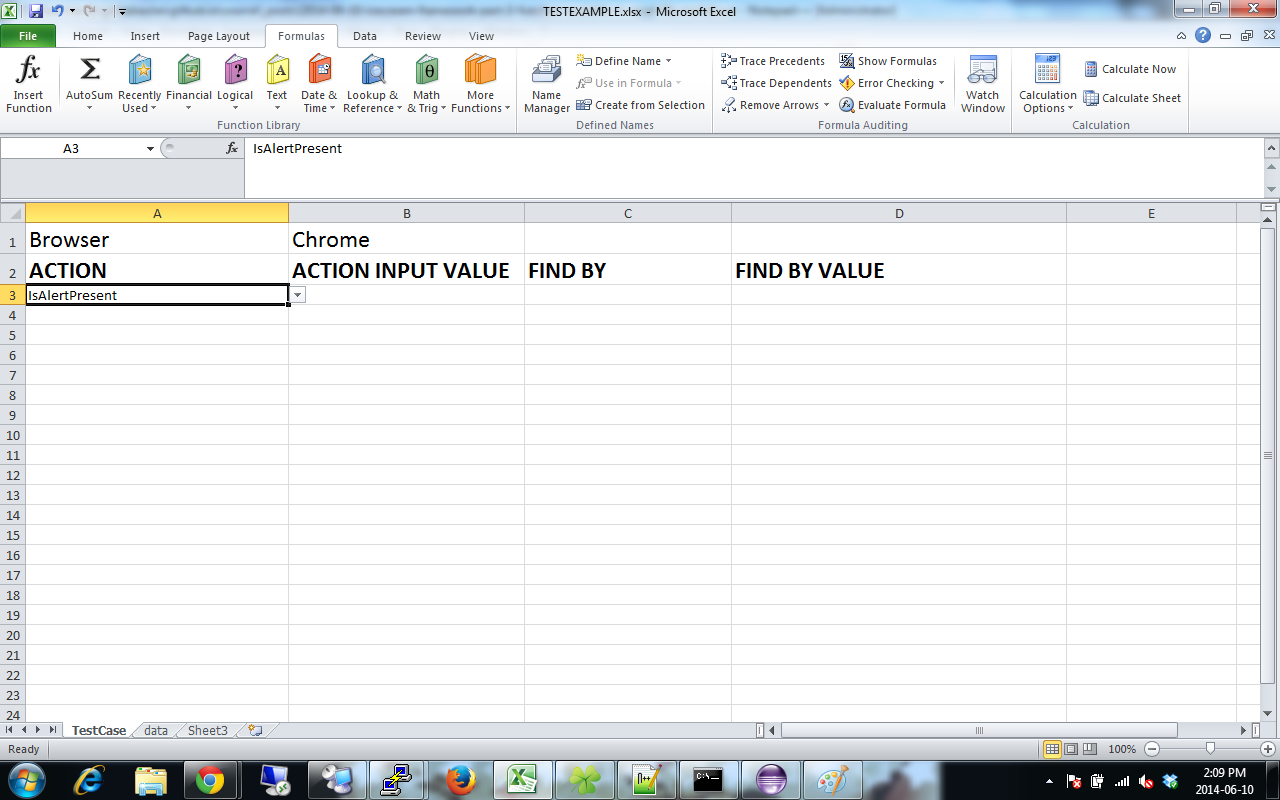 TESTEXAMPLE.xlsx - Microsoft Excel
File Home Insert Page Layout Formulas Data Review View
Insert Function
AutoSum
Recently Used
Financial
Logical
Text
Date & Time
Lookup & Reference
Math & Trig
More Functions
Function Library
Name Manager
Define Name
Use in Formula
Create from Selection
Defined Names
Trace Precedents
Trace Dependents
Remove Arrows
Show Formulas
Error Checking
Evaluate Formula
Formula Auditing
Watch Window
Calculation Options
Calculate Now
Calculate Sheet
Calculation
A3 fx IsAlertPresent
A B C D E
1 Browser Chrome
2 ACTION ACTION INPUT VALUE FIND BY FIND BY VALUE
3 IsAlertPresent
4
5
6
7
8
9
10
11
12
13
14
15
16
17
18
19
20
21
22
23
24
TestCase data Sheet3
Ready 100%
2:09 PM
2014-06-10